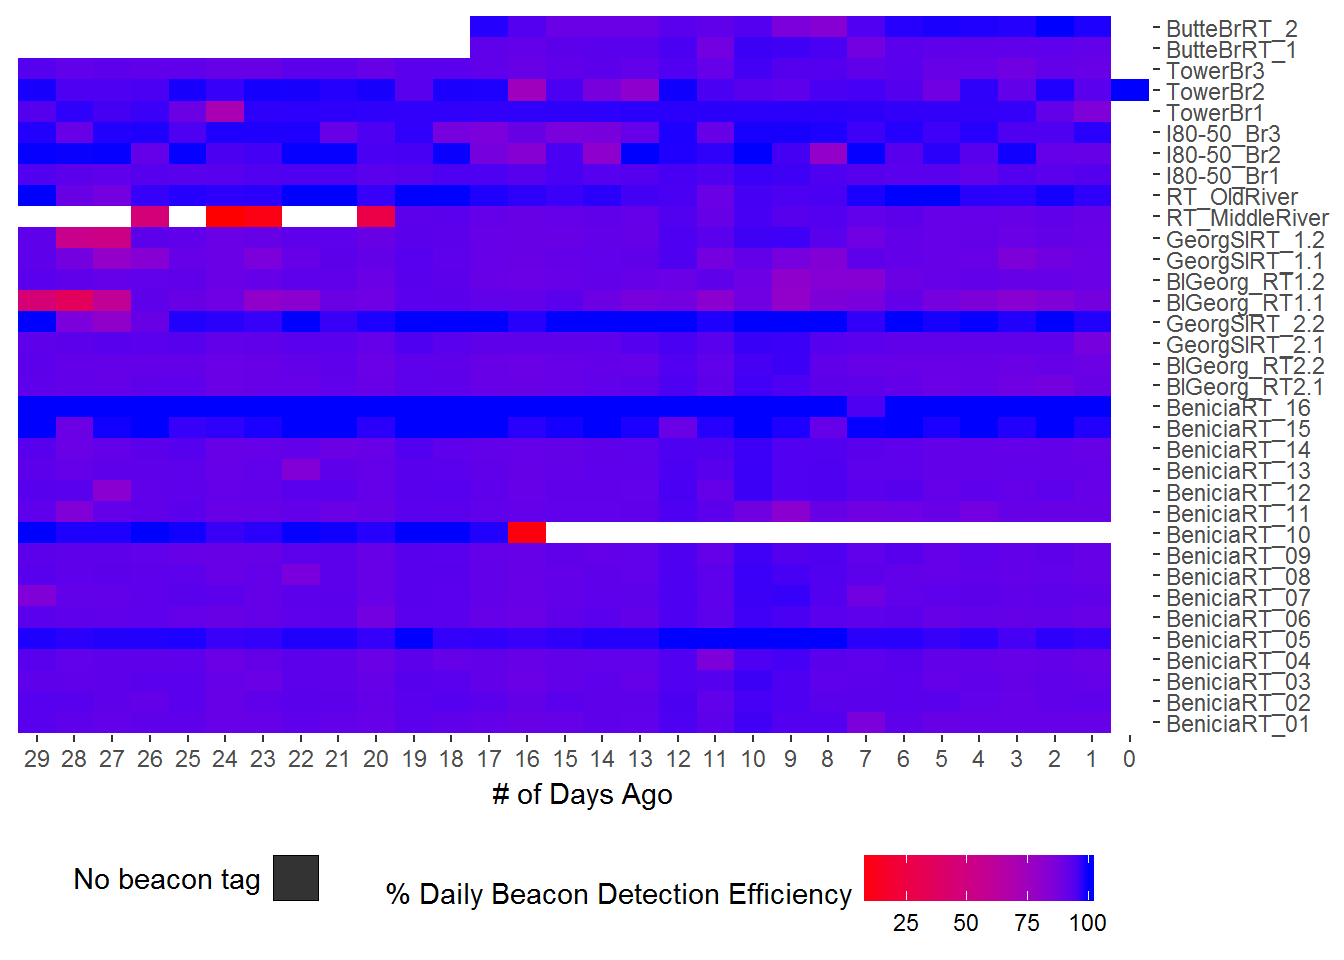 ButteBrRT_2
ButteBrRT_1
TowerBr3
TowerBr2
TowerBr1
I80-50_Br3
I80-50_Br2
I80-50_Br1
RT_OldRiver
RT_MiddleRiver
GeorgSlRT_1.2
GeorgSlRT_1.1
BlGeorg_RT1.2
BlGeorg_RT1.1
GeorgSlRT_2.2
GeorgSlRT_2.1
BlGeorg_RT2.2
BlGeorg_RT2.1
BeniciaRT_16
BeniciaRT_15
BeniciaRT_14
BeniciaRT_13
BeniciaRT_12
BeniciaRT_11
BeniciaRT_10
BeniciaRT_09
BeniciaRT_08
BeniciaRT_07
BeniciaRT_06
BeniciaRT_05
BeniciaRT_04
BeniciaRT_03
BeniciaRT_02
BeniciaRT_01
29 28 27 26 25 24 23 22 21 20 19 18 17 16 15 14 13 12 11 10 9 8 7 6 5 4 3 2 1 0
# of Days Ago
No beacon tag
% Daily Beacon Detection Efficiency
25 50 75 100